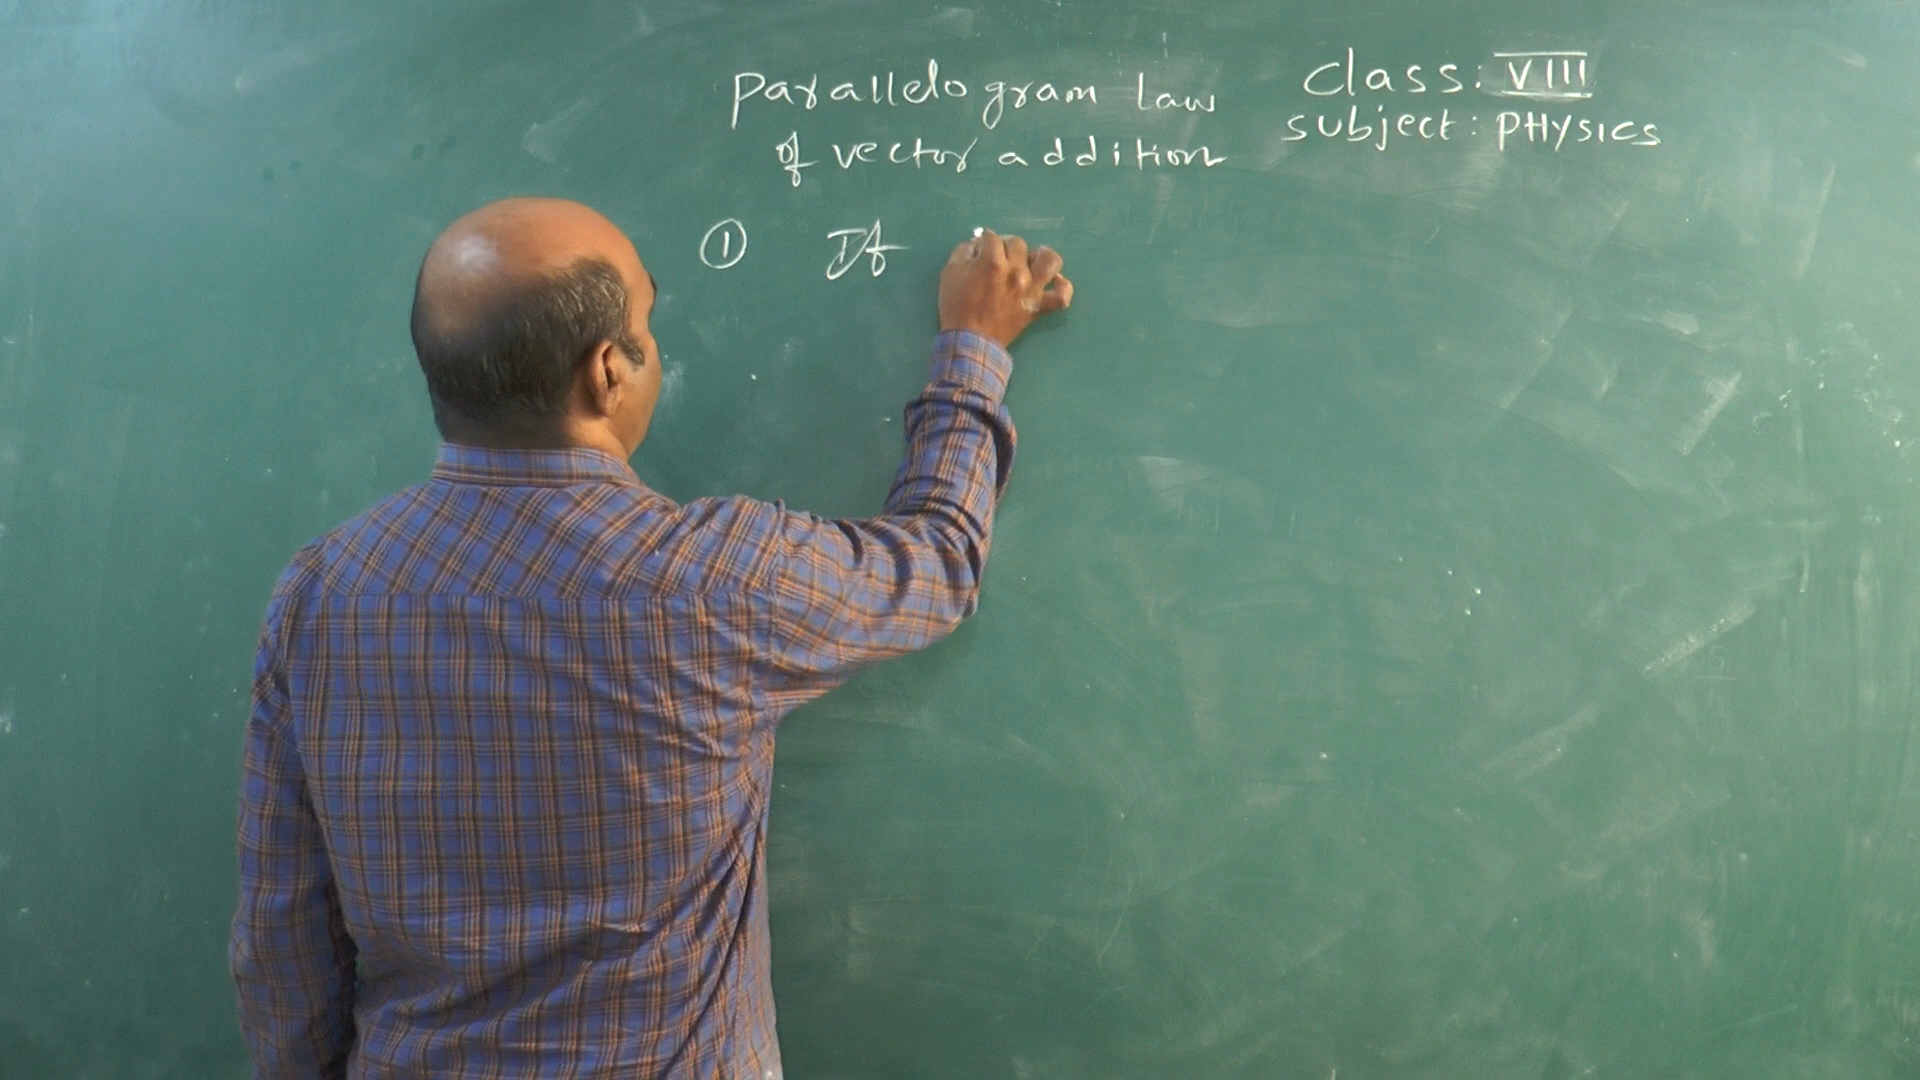 Parallelogram Law
of vector addition
Class: VIII
subject: PHYSICS
① If